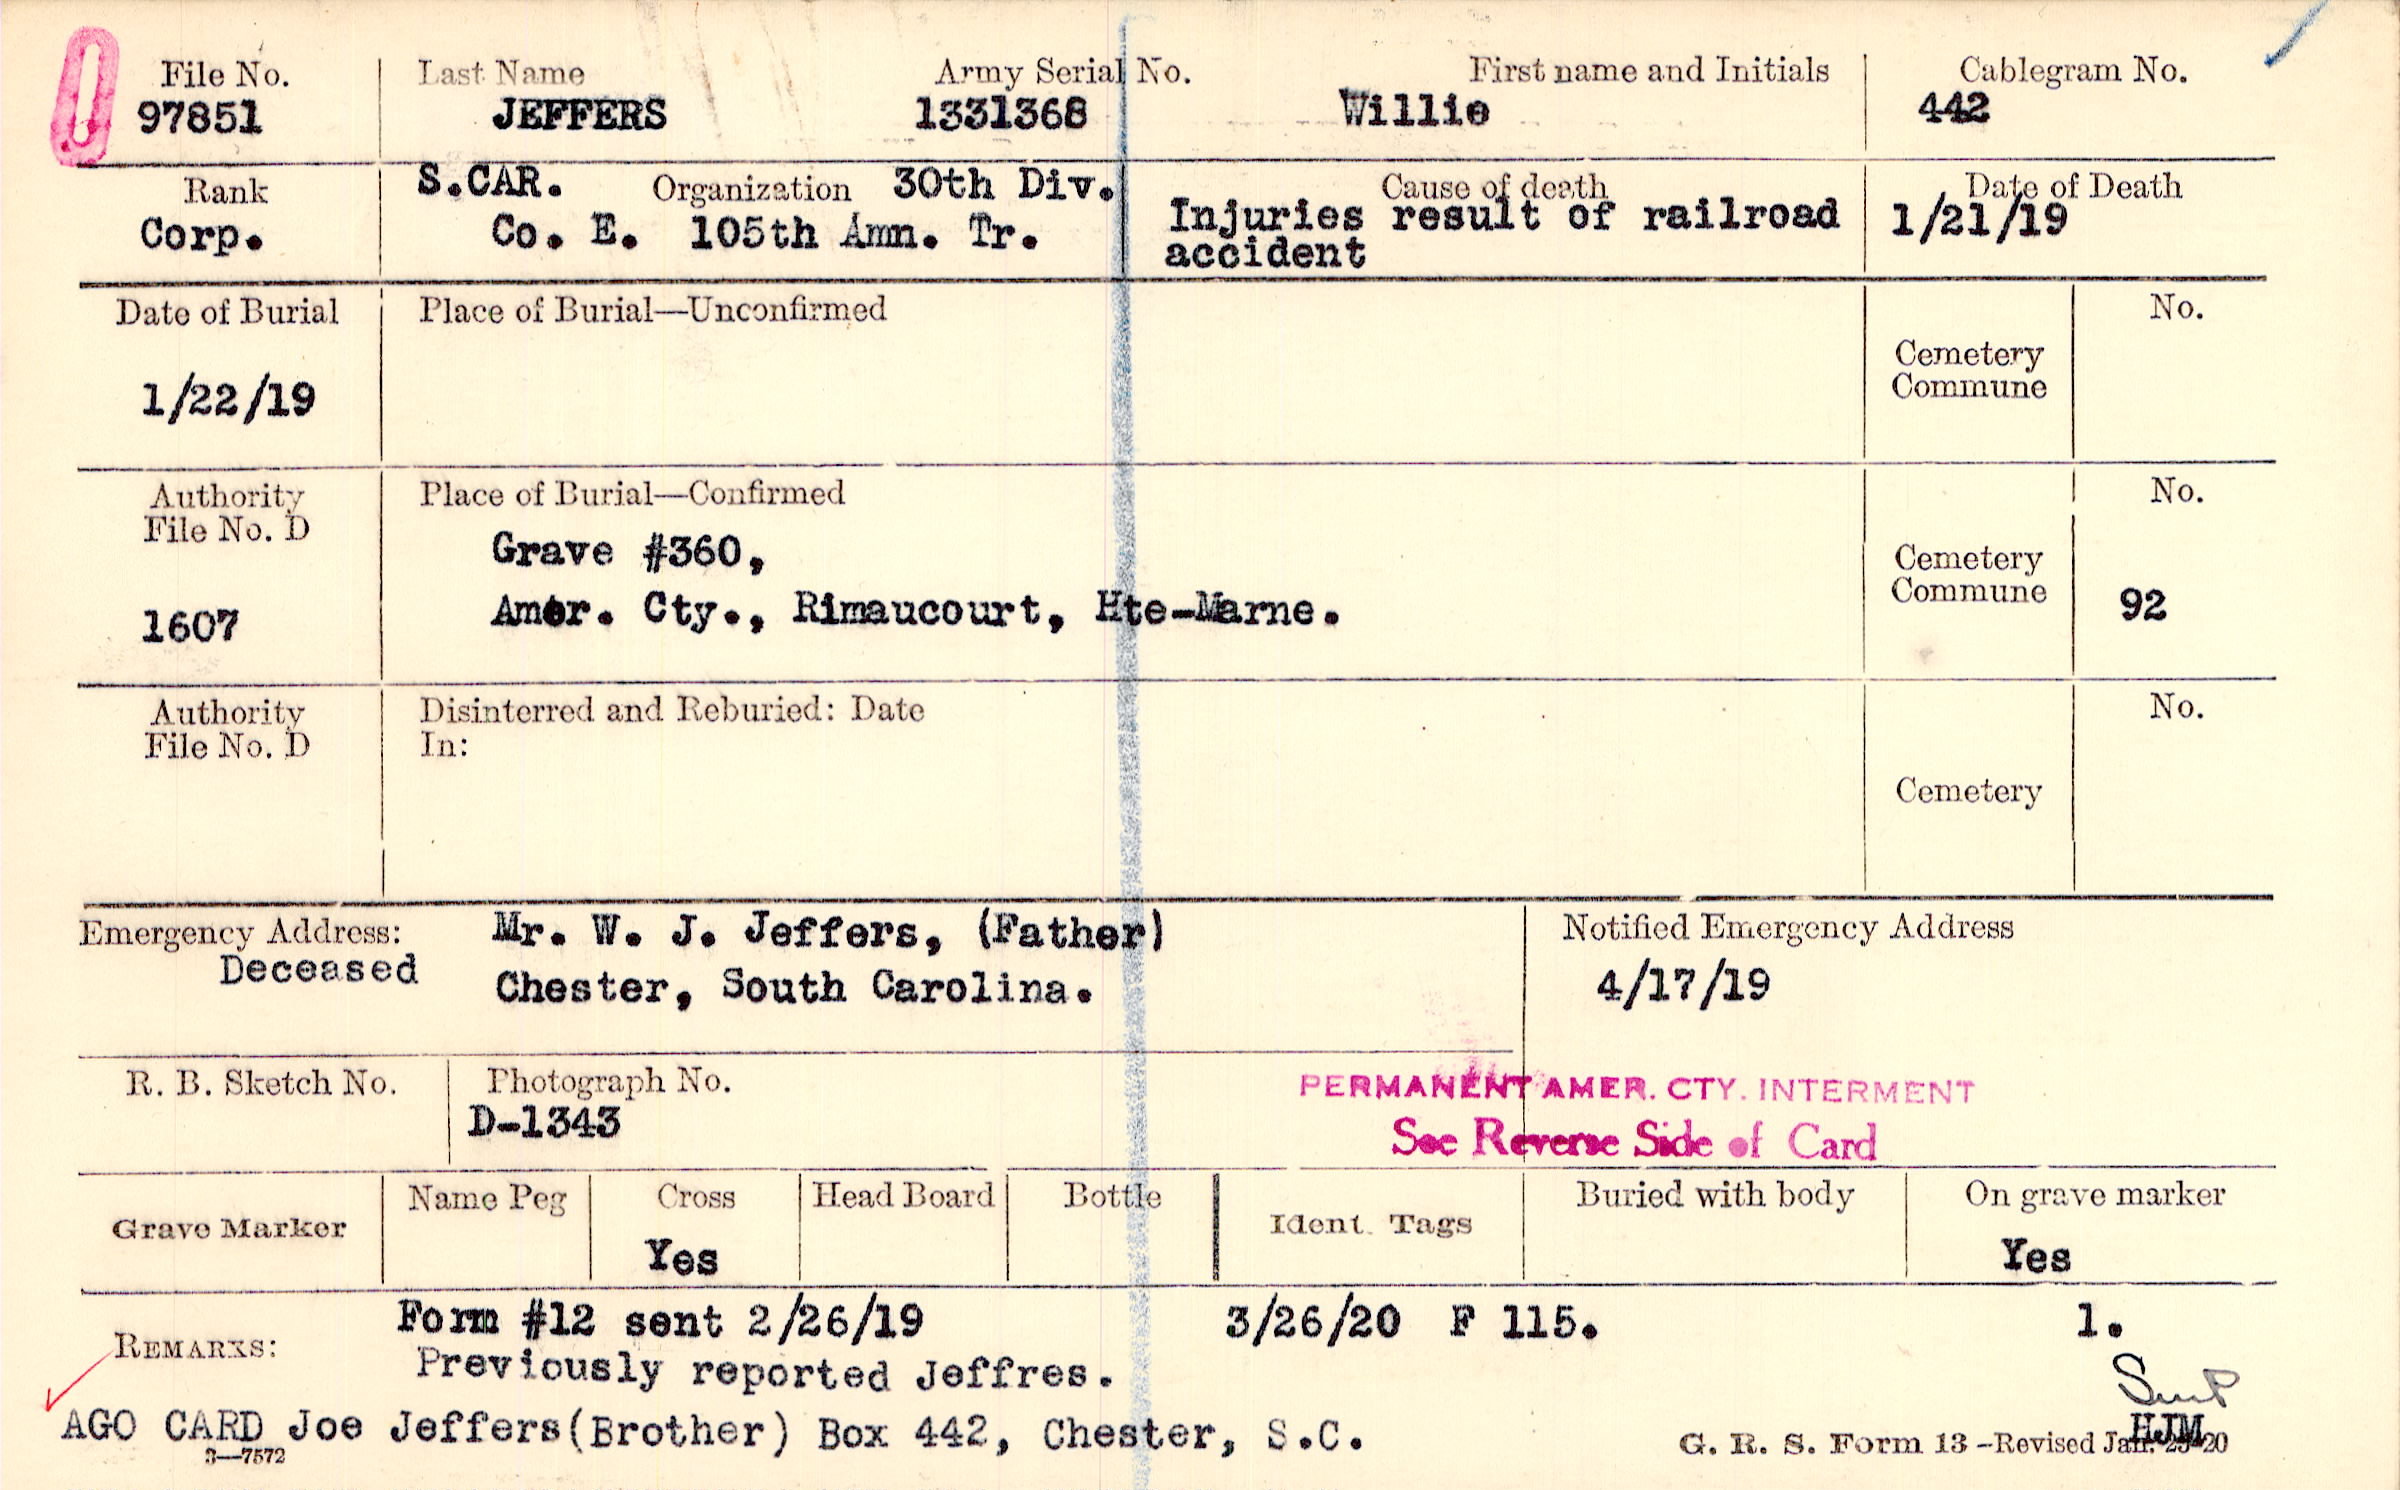 File No. Last Name Army Serial No. First name and Initials Cablegram No.
97851 JEFFERS 1331368 Willie 442
Rank S.CAR. Organization 30th Div. Cause of death Date of Death
Corp. Co. E. 105th Amn. Tr. Injuries result of railroad accident 1/21/19
Date of Burial Place of Burial—Unconfirmed No.
Cemetery
Commune
1/22/19
Authority Place of Burial—Confirmed No.
File No. D
Grave #360,
Cemetery
Commune
1607 Amer. Cty., Rimaucourt, Hte-Marne. 92
Authority Disinterred and Reburied: Date No.
File No. D In:
Cemetery
Emergency Address: Mr. W. J. Jeffers, (Father) Notified Emergency Address
Deceased Chester, South Carolina. 4/17/19
R. B. Sketch No. Photograph No. PERMANENT AMER. CTY. INTERMENT
D-1343 See Reverse Side of Card
Grave Marker Name Peg Cross Head Board Bottle Ident. Tags Buried with body On grave marker
Yes Yes
Form #12 sent 2/26/19 3/26/20 F 115. 1.
REMARKS: Previously reported Jeffres.
AGO CARD Joe Jeffers(Brother) Box 442, Chester, S.C. HJM
3—7572 G. R. S. Form 13 -Revised Jan. 25-20